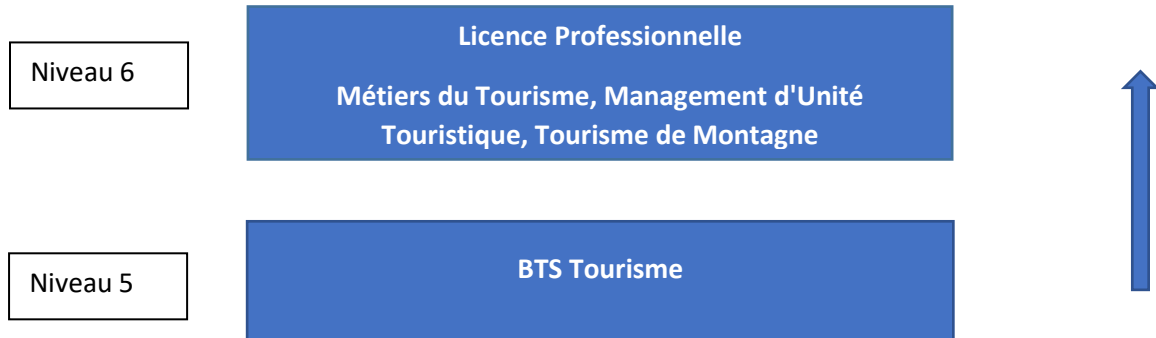 Licence Professionnelle
Niveau 6
Métiers du Tourisme, Management d'Unité
Touristique, Tourisme de Montagne
BTS Tourisme
Niveau 5